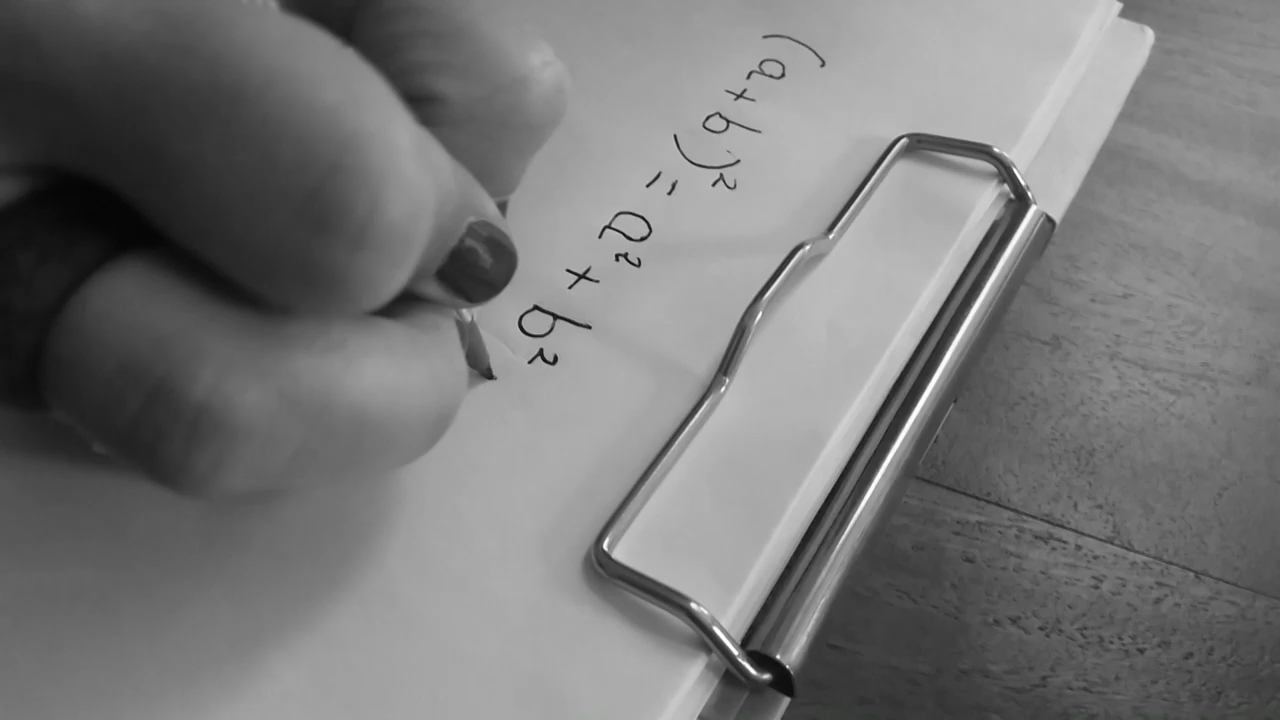 (a+b)² = a² + b²